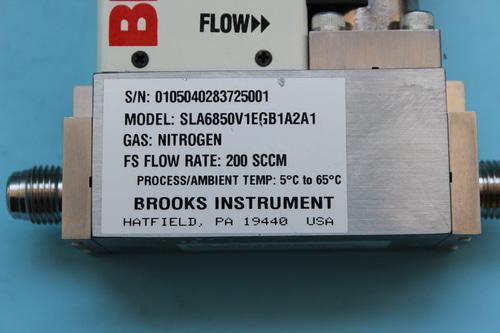 FLOW▸▸
S/N: 0105040283725001
MODEL: SLA6850V1EGB1A2A1
GAS: NITROGEN
FS FLOW RATE: 200 SCCM
PROCESS/AMBIENT TEMP: 5°C to 65°C
BROOKS INSTRUMENT
HATFIELD, PA 19440 USA